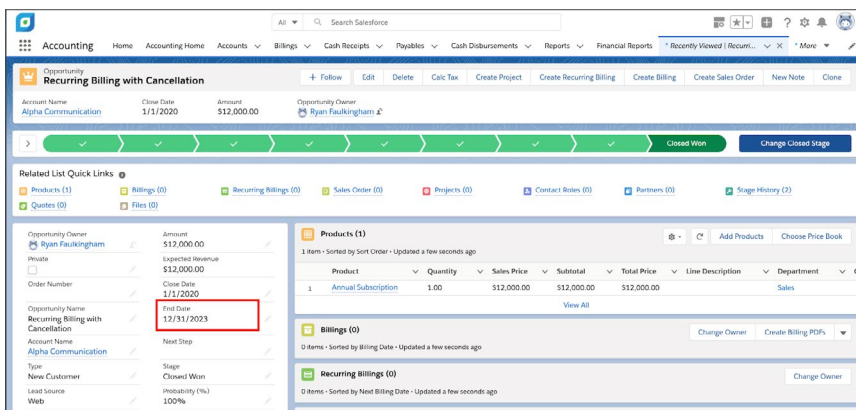 All
Search Salesforce
Accounting
Home
Accounting Home
Accounts
Billings
Cash Receipts
Payables
Cash Disbursements
Reports
Financial Reports
* Recently Viewed | Recurri...
* More
Opportunity
Recurring Billing with Cancellation
+ Follow
Edit
Delete
Calc Tax
Create Project
Create Recurring Billing
Create Billing
Create Sales Order
New Note
Clone
Account Name
Alpha Communication
Close Date
1/1/2020
Amount
$12,000.00
Opportunity Owner
Ryan Faulkingham
Closed Won
Change Closed Stage
Related List Quick Links
Products (1)
Billings (0)
Recurring Billings (0)
Sales Order (0)
Projects (0)
Contact Roles (0)
Partners (0)
Stage History (2)
Quotes (0)
Files (0)
Opportunity Owner
Ryan Faulkingham
Amount
$12,000.00
Private
Expected Revenue
$12,000.00
Order Number
Close Date
1/1/2020
Opportunity Name
Recurring Billing with
Cancellation
End Date
12/31/2023
Account Name
Alpha Communication
Next Step
Type
New Customer
Stage
Closed Won
Lead Source
Web
Probability (%)
100%
Products (1)
Add Products
Choose Price Book
1 item • Sorted by Sort Order • Updated a few seconds ago
Product
Quantity
Sales Price
Subtotal
Total Price
Line Description
Department
1
Annual Subscription
1.00
$12,000.00
$12,000.00
$12,000.00
Sales
View All
Billings (0)
Change Owner
Create Billing PDFs
0 items • Sorted by Billing Date • Updated a few seconds ago
Recurring Billings (0)
Change Owner
0 items • Sorted by Next Billing Date • Updated a few seconds ago